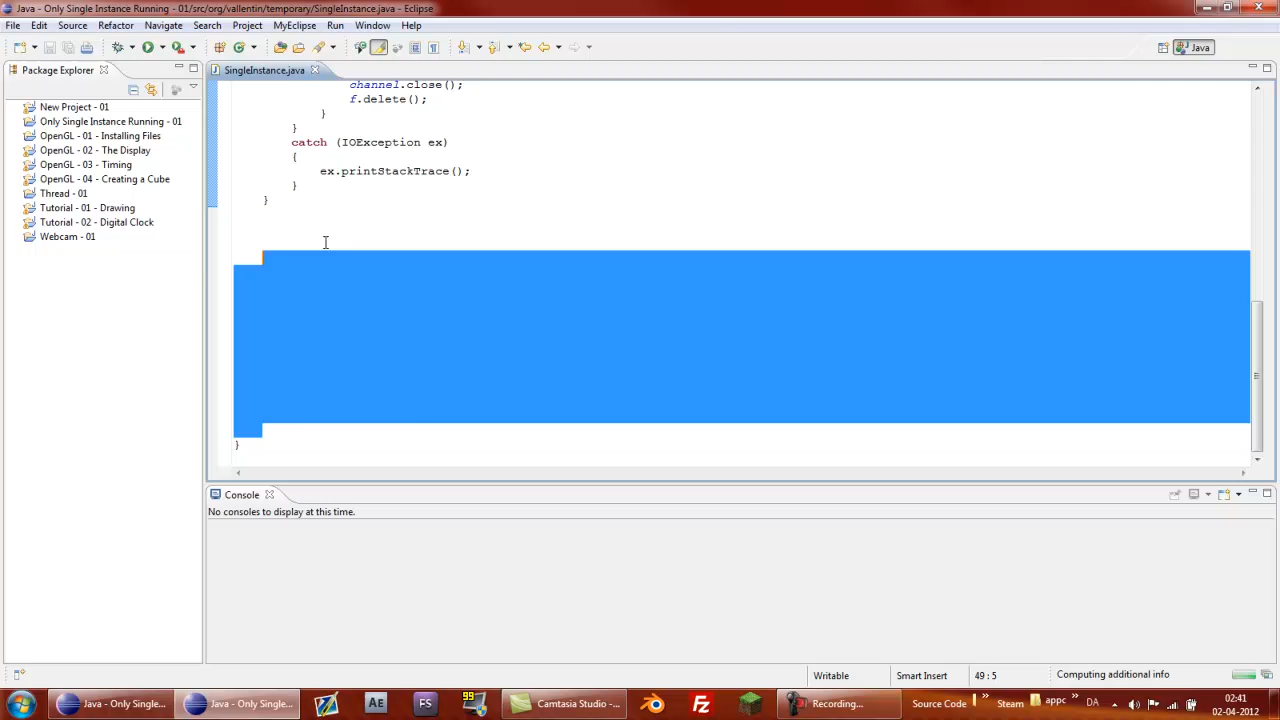 Java - Only Single Instance Running - 01/src/org/vallentin/temporary/SingleInstance.java - Eclipse
File Edit Source Refactor Navigate Search Project MyEclipse Run Window Help
Java
Package Explorer
SingleInstance.java
New Project - 01
Only Single Instance Running - 01
OpenGL - 01 - Installing Files
OpenGL - 02 - The Display
OpenGL - 03 - Timing
OpenGL - 04 - Creating a Cube
Thread - 01
Tutorial - 01 - Drawing
Tutorial - 02 - Digital Clock
Webcam - 01
channel.close();
f.delete();
}
}
catch (IOException ex)
{
ex.printStackTrace();
}
}
}
Console
No consoles to display at this time.
Writable Smart Insert 49 : 5 Computing additional info
Java - Only Single... Java - Only Single... AE FS 99 Camtasia Studio -... Fz Recording... Source Code » Steam appc » DA 02:41
02-04-2012